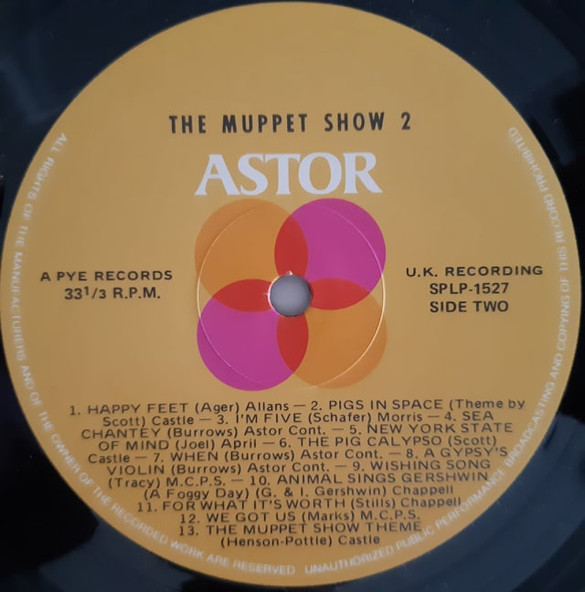 THE MUPPET SHOW 2
ASTOR
A PYE RECORDS
33⅓ R.P.M.
U.K. RECORDING
SPLP-1527
SIDE TWO
1. HAPPY FEET (Ager) Allans — 2. PIGS IN SPACE (Theme by
Scott) Castle — 3. I'M FIVE (Schafer) Morris — 4. SEA
CHANTEY (Burrows) Astor Cont. — 5. NEW YORK STATE
OF MIND (Joel) April — 6. THE PIG CALYPSO (Scott)
Castle — 7. WHEN (Burrows) Astor Cont. — 8. A GYPSY'S
VIOLIN (Burrows) Astor Cont. — 9. WISHING SONG
(Tracy) M.C.P.S. — 10. ANIMAL SINGS GERSHWIN
(A Foggy Day) (G. & I. Gershwin) Chappell
11. FOR WHAT IT'S WORTH (Stills) Chappell
12. WE GOT US (Marks) M.C.P.S.
13. THE MUPPET SHOW THEME
(Henson-Pottle) Castle
ALL RIGHTS OF THE MANUFACTURERS AND OF THE OWNER OF THE RECORDED WORK ARE RESERVED UNAUTHORIZED PUBLIC PERFORMANCE BROADCASTING AND COPYING OF THIS RECORD PROHIBITED